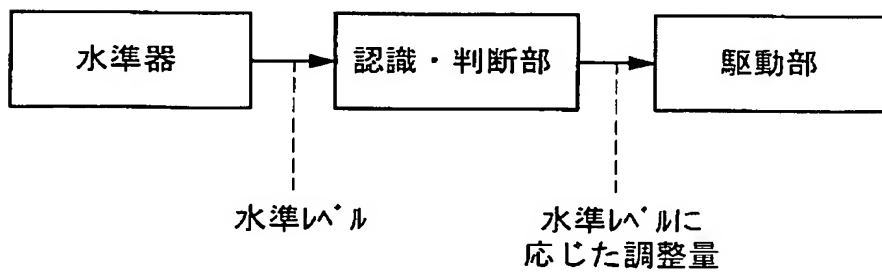 水準器
認識・判断部
駆動部
水準ﾚﾍﾞﾙ
水準ﾚﾍﾞﾙに
応じた調整量